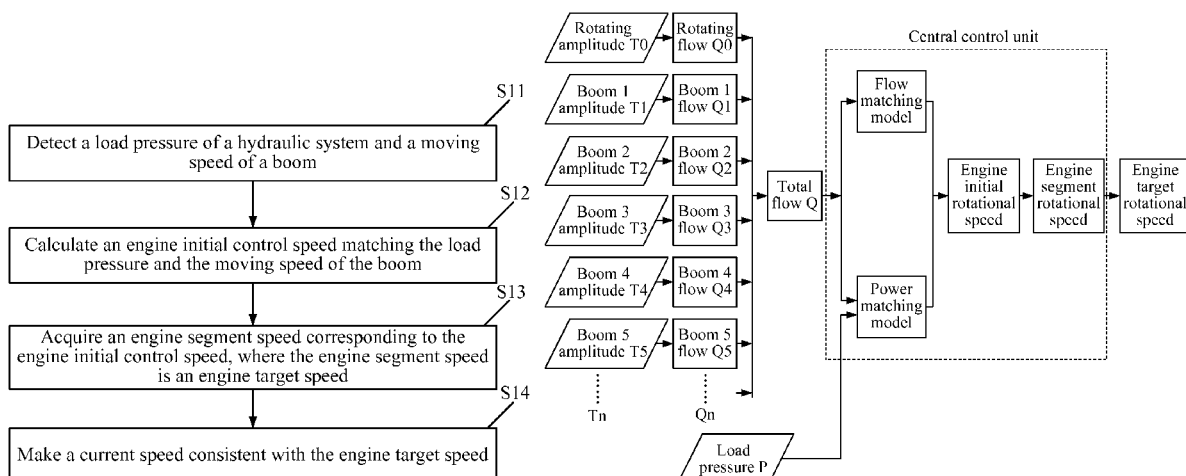 S11
Detect a load pressure of a hydraulic system and a moving
speed of a boom
S12
Calculate an engine initial control speed matching the load
pressure and the moving speed of the boom
S13
Acquire an engine segment speed corresponding to the
engine initial control speed, where the engine segment speed
is an engine target speed
S14
Make a current speed consistent with the engine target speed
Rotating
amplitude T0
Rotating
flow Q0
Boom 1
amplitude T1
Boom 1
flow Q1
Boom 2
amplitude T2
Boom 2
flow Q2
Boom 3
amplitude T3
Boom 3
flow Q3
Boom 4
amplitude T4
Boom 4
flow Q4
Boom 5
amplitude T5
Boom 5
flow Q5
Tn
Qn
Load
pressure P
Total
flow Q
Central control unit
Flow
matching
model
Power
matching
model
Engine
initial
rotational
speed
Engine
segment
rotational
speed
Engine
target
rotational
speed